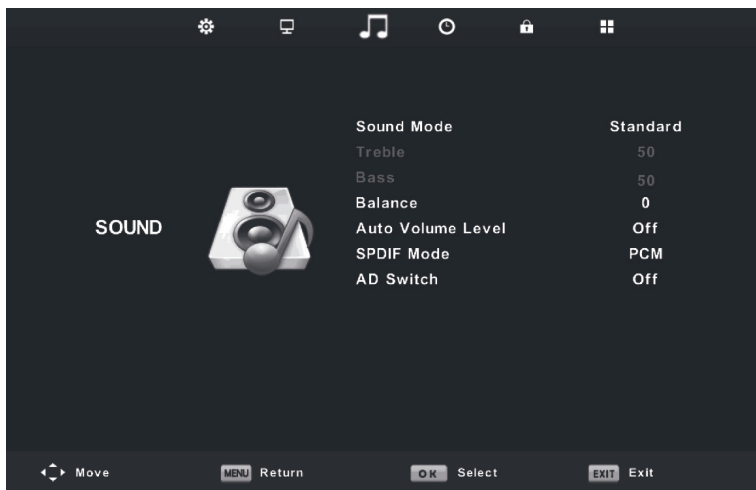 Sound Mode Standard
Treble 50
Bass 50
Balance 0
SOUND
Auto Volume Level Off
SPDIF Mode PCM
AD Switch Off
Move MENU Return OK Select EXIT Exit